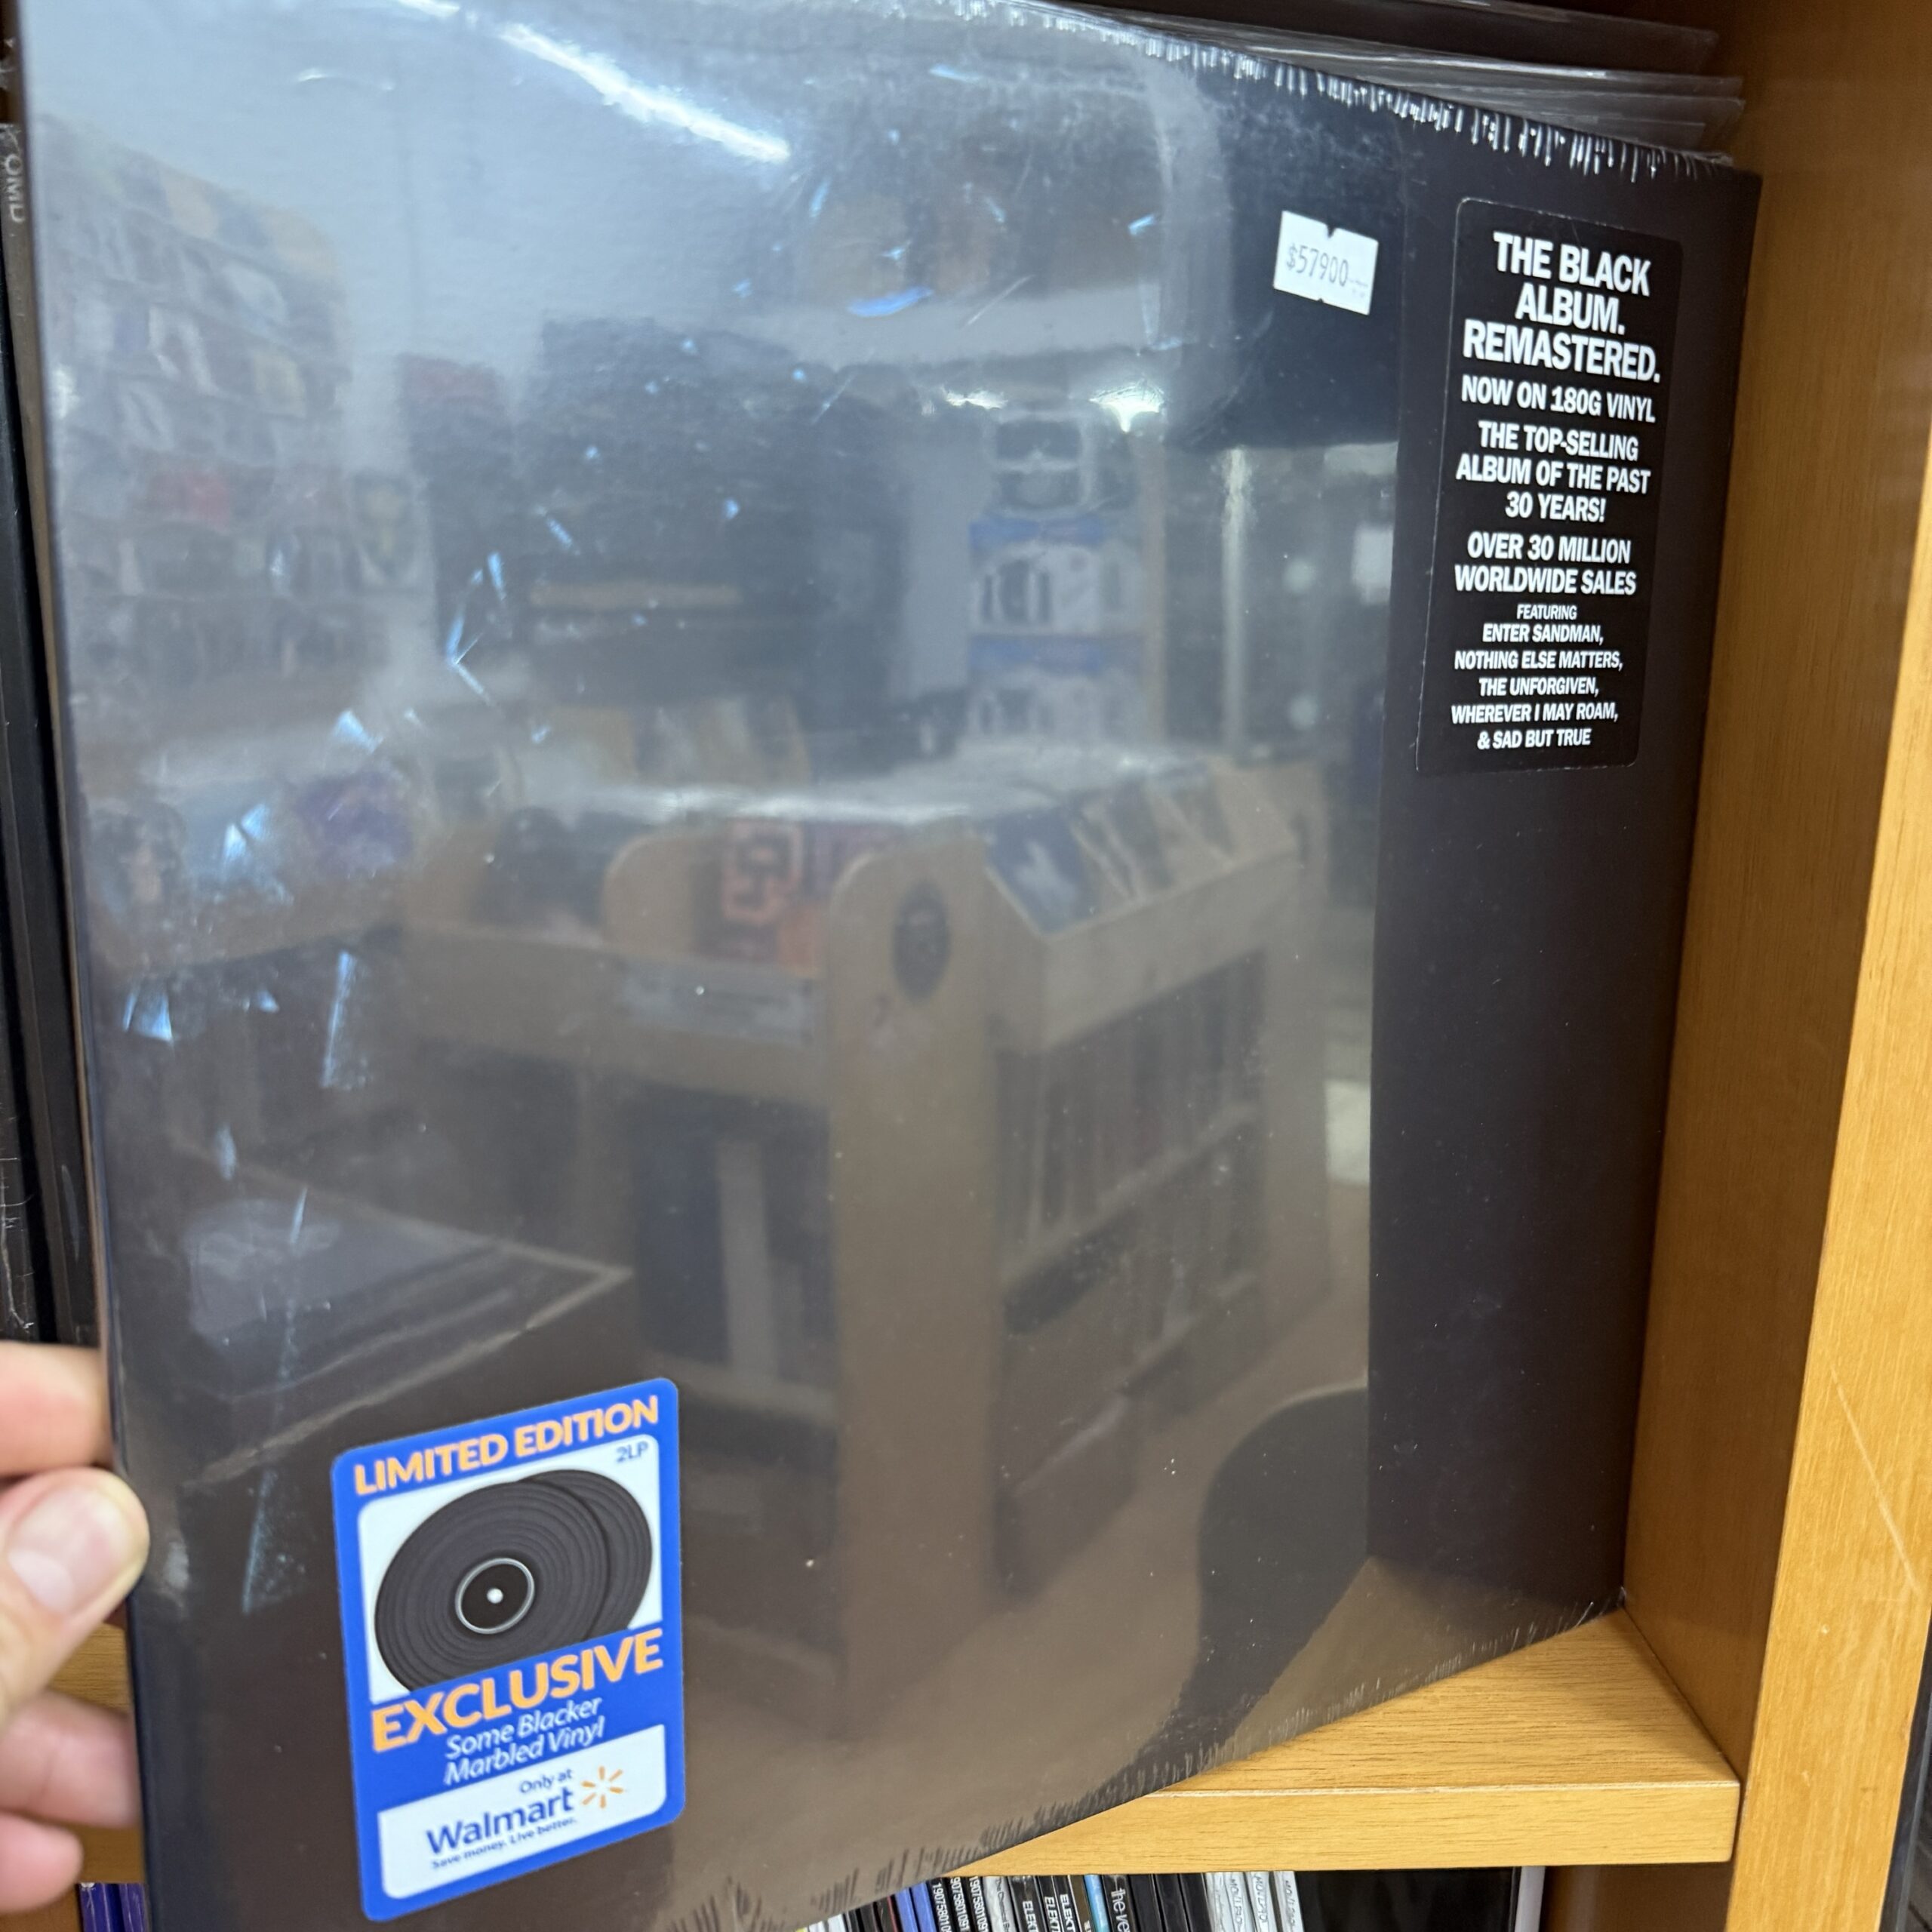 OMD
$57900
THE BLACK
ALBUM.
REMASTERED.
NOW ON 180G VINYL
THE TOP-SELLING
ALBUM OF THE PAST
30 YEARS!
OVER 30 MILLION
WORLDWIDE SALES
FEATURING
ENTER SANDMAN,
NOTHING ELSE MATTERS,
THE UNFORGIVEN,
WHEREVER I MAY ROAM,
& SAD BUT TRUE
LIMITED EDITION
2LP
EXCLUSIVE
Some Blacker
Marbled Vinyl
Only at
Walmart
Save money. Live better.